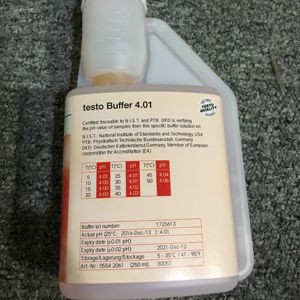 testo Buffer 4.01
Certified traceable to N.I.S.T. and PTB. DKD is verifying
the pH value of samples from this specific buffer solution lot
N.I.S.T.: National Institute of Standards and Technology, USA
PTB: Physikalisch Technische Bundesanstalt, Germany
DKD: Deutscher Kalibrierdienst, Germany, Member of European
cooperation for Accreditation (EA)
T(°C) pH T(°C) pH T(°C) pH
5 4.01 25 4.01 45 4.04
10 4.00 30 4.01 50 4.06
15 4.00 35 4.02
20 4.00 40 4.03
Buffer lot number: 1725613
Actual pH (25°C: 2016-Dec-13 ): 4.01
Expiry date (±0.01 pH)
Expiry date (±0.02 pH) 2021-Dec-12
Storage/Lagerung/Stockage 5 - 35°C / 41 - 95°F
Art.-Nr.: 0554 2061 (250 ml) 30057
TESTO
QUALITY